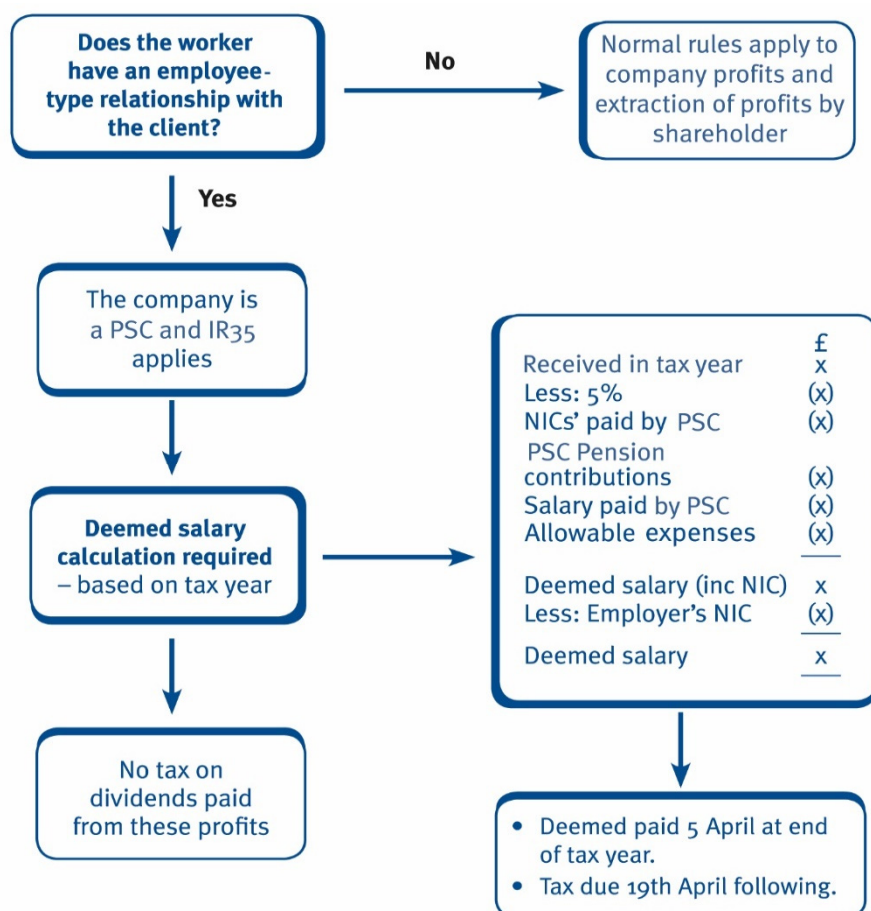 Does the worker
have an employee-
type relationship with
the client?
No
Normal rules apply to
company profits and
extraction of profits by
shareholder
Yes
The company is
a PSC and IR35
applies
£
Received in tax year x
Less: 5% (x)
NICs' paid by PSC (x)
PSC Pension
contributions (x)
Salary paid by PSC (x)
Allowable expenses (x)
Deemed salary (inc NIC) x
Less: Employer's NIC (x)
Deemed salary x
Deemed salary
calculation required
– based on tax year
No tax on
dividends paid
from these profits
• Deemed paid 5 April at end
of tax year.
• Tax due 19th April following.